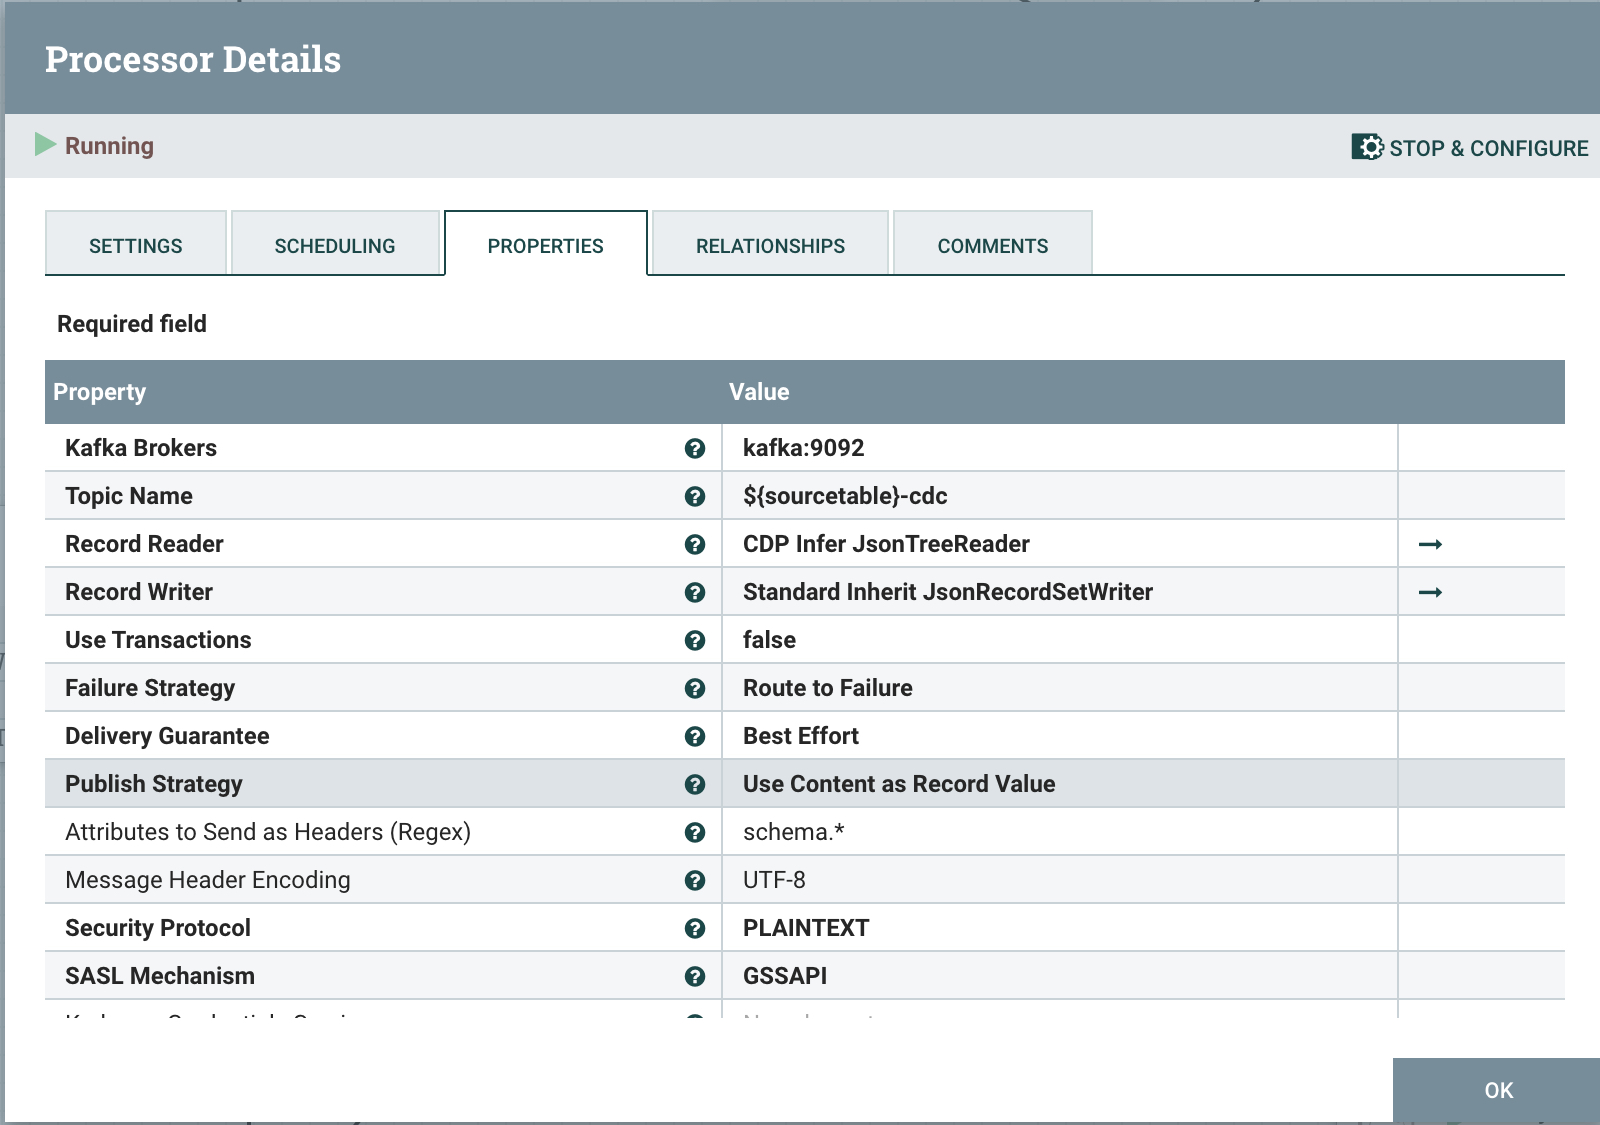 Processor Details
Running
STOP & CONFIGURE
SETTINGS SCHEDULING PROPERTIES RELATIONSHIPS COMMENTS
Required field
Property Value
Kafka Brokers kafka:9092
Topic Name ${sourcetable}-cdc
Record Reader CDP Infer JsonTreeReader
Record Writer Standard Inherit JsonRecordSetWriter
Use Transactions false
Failure Strategy Route to Failure
Delivery Guarantee Best Effort
Publish Strategy Use Content as Record Value
Attributes to Send as Headers (Regex) schema.*
Message Header Encoding UTF-8
Security Protocol PLAINTEXT
SASL Mechanism GSSAPI
OK